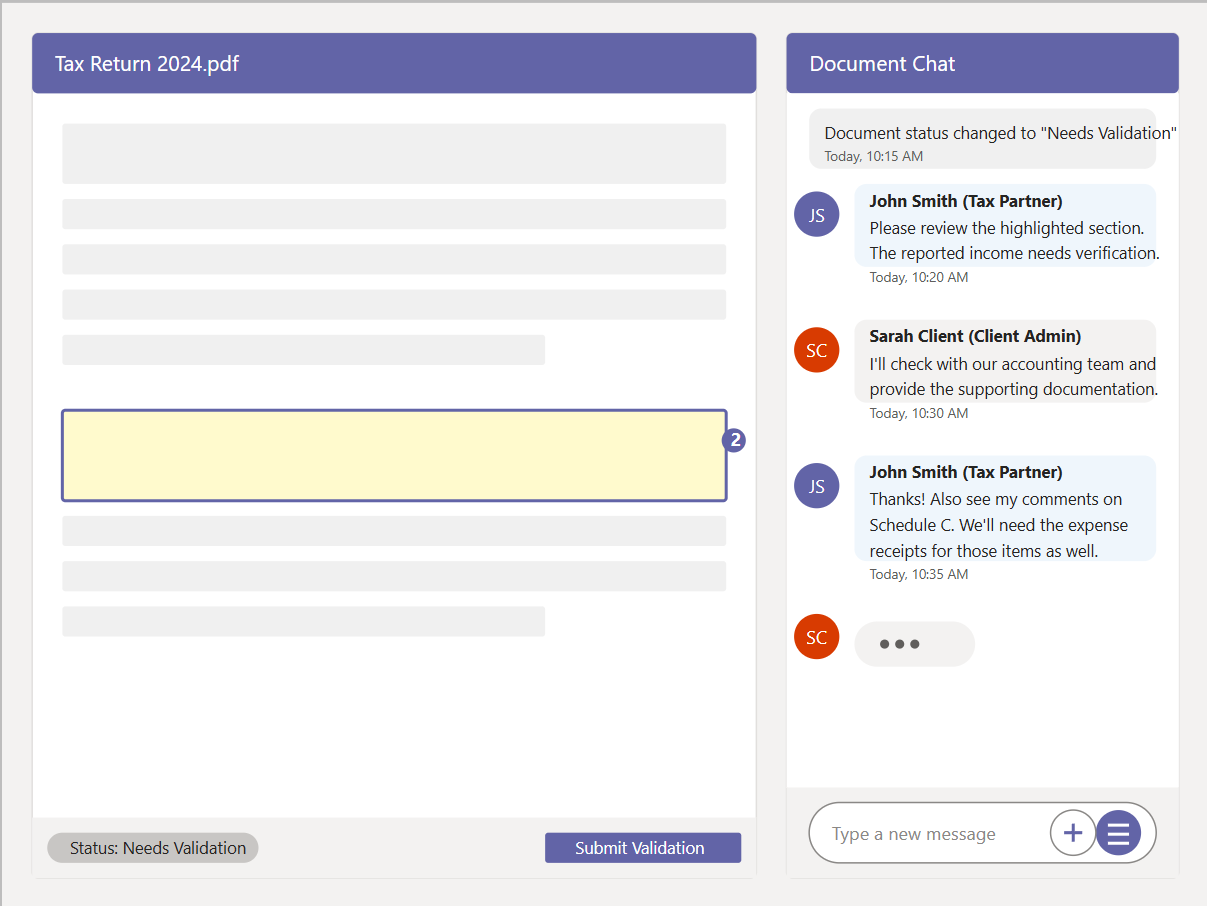 Tax Return 2024.pdf
2
Status: Needs Validation
Submit Validation
Document Chat
Document status changed to "Needs Validation"
Today, 10:15 AM
JS
John Smith (Tax Partner)
Please review the highlighted section.
The reported income needs verification.
Today, 10:20 AM
SC
Sarah Client (Client Admin)
I'll check with our accounting team and
provide the supporting documentation.
Today, 10:30 AM
JS
John Smith (Tax Partner)
Thanks! Also see my comments on
Schedule C. We'll need the expense
receipts for those items as well.
Today, 10:35 AM
SC
Type a new message